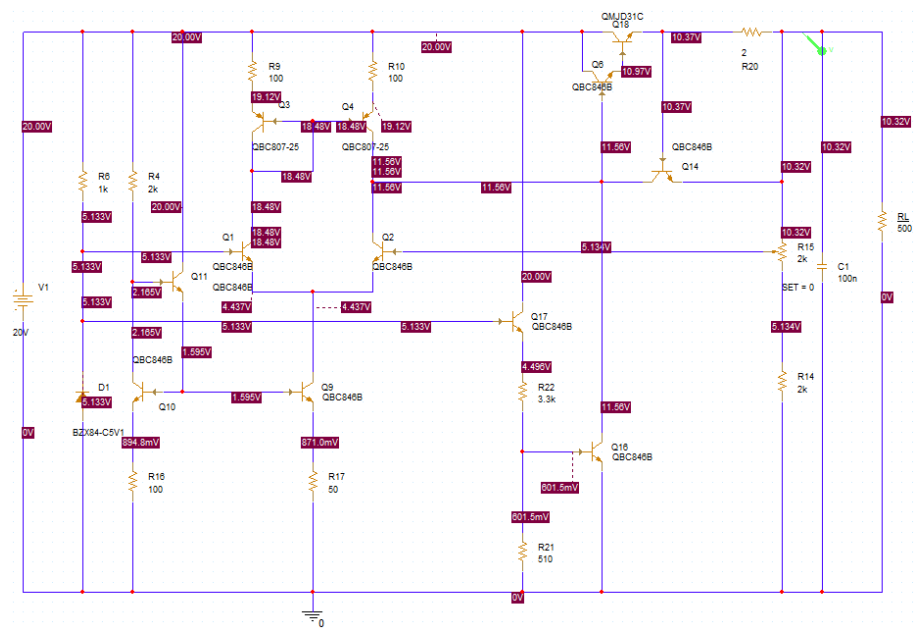 QMJD31C
Q18
20.00V
20.00V
10.37V
2
R20
V
R9
100
R10
100
Q6
10.97V
QBC846B
19.12V
Q3
Q4
10.37V
20.00V
18.48V
18.48V
19.12V
10.32V
QBC807-25
QBC807-25
11.56V
QBC846B
10.32V
11.56V
11.56V
Q14
10.32V
R6
1k
R4
2k
18.48V
11.56V
11.56V
20.00V
18.48V
5.133V
RL
500
18.48V
18.48V
10.32V
Q1
Q2
5.134V
R15
2k
5.133V
5.133V
QBC846B
QBC846B
Q11
20.00V
C1
100n
V1
2.165V
QBC846B
SET = 0
0V
5.133V
4.437V
4.437V
20V
2.165V
5.133V
5.133V
Q17
QBC846B
5.134V
1.595V
QBC846B
4.496V
D1
5.133V
Q10
1.595V
Q9
QBC846B
R22
3.3k
R14
2k
11.56V
BZX84-C5V1
0V
894.8mV
871.0mV
Q16
QBC846B
R16
100
R17
50
601.5mV
601.5mV
R21
510
0V
0